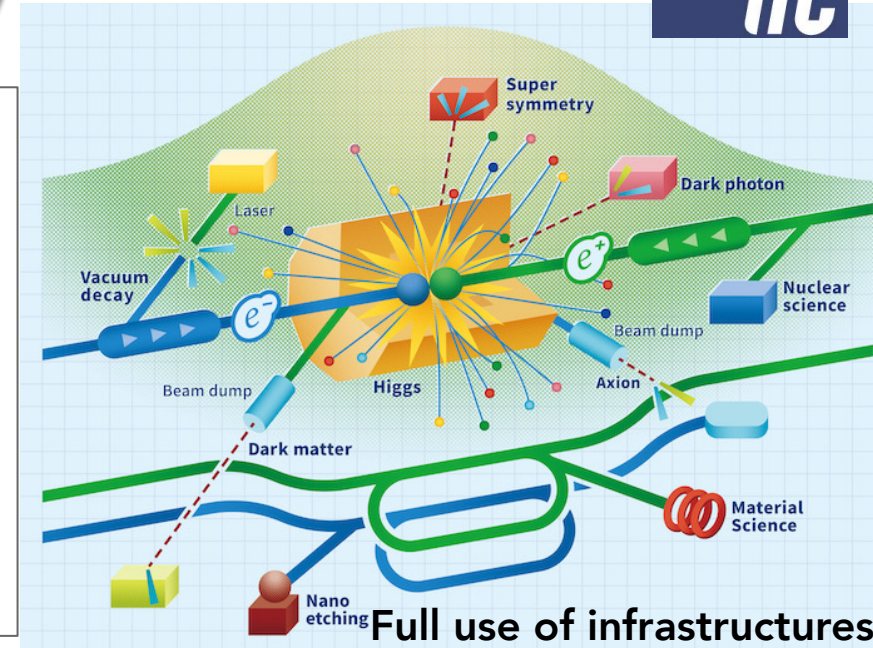 ilc
Super
symmetry
Dark photon
Laser
Vacuum
decay
e⁺
e⁻
Nuclear
science
Beam dump
Beam dump
Higgs
Axion
Dark matter
Material
Science
Nano
etching
Full use of infrastructures